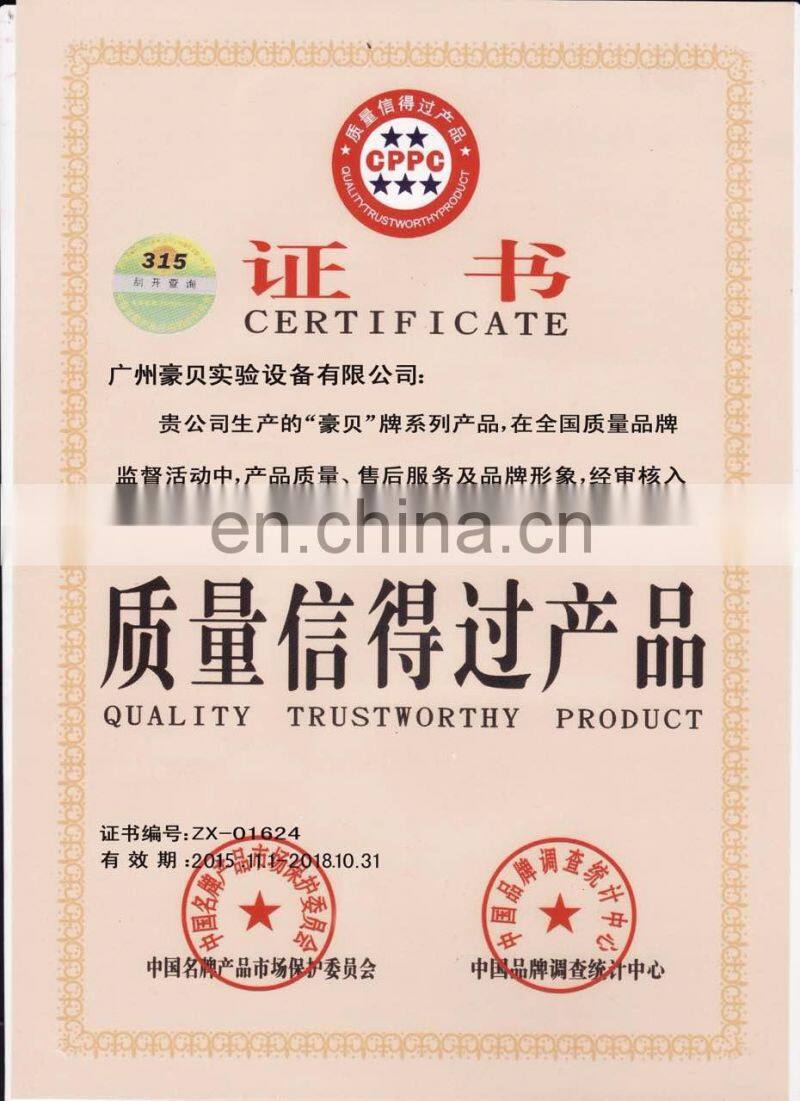 质量信得过产品
CPPC
QUALITYTRUSTWORTHYPRODUCT
315
刮开查询
证 书
CERTIFICATE
广州豪贝实验设备有限公司:
贵公司生产的“豪贝”牌系列产品,在全国质量品牌
监督活动中,产品质量、售后服务及品牌形象,经审核入
en.china.cn
质量信得过产品
QUALITY TRUSTWORTHY PRODUCT
证书编号:ZX-01624
有 效 期:2015.11.1-2018.10.31
中国名牌产品市场保护委员会
中国品牌调查统计中心
中国名牌产品市场保护委员会
中国品牌调查统计中心